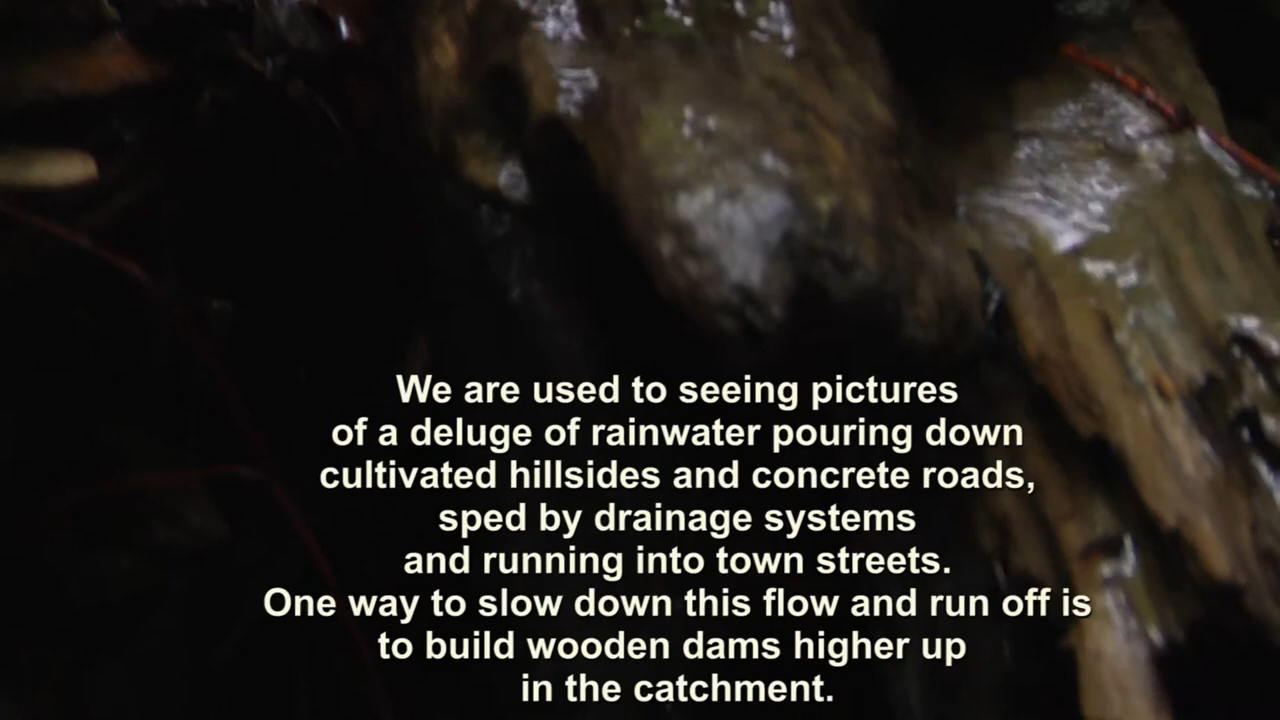 We are used to seeing pictures
of a deluge of rainwater pouring down
cultivated hillsides and concrete roads,
sped by drainage systems
and running into town streets.
One way to slow down this flow and run off is
to build wooden dams higher up
in the catchment.